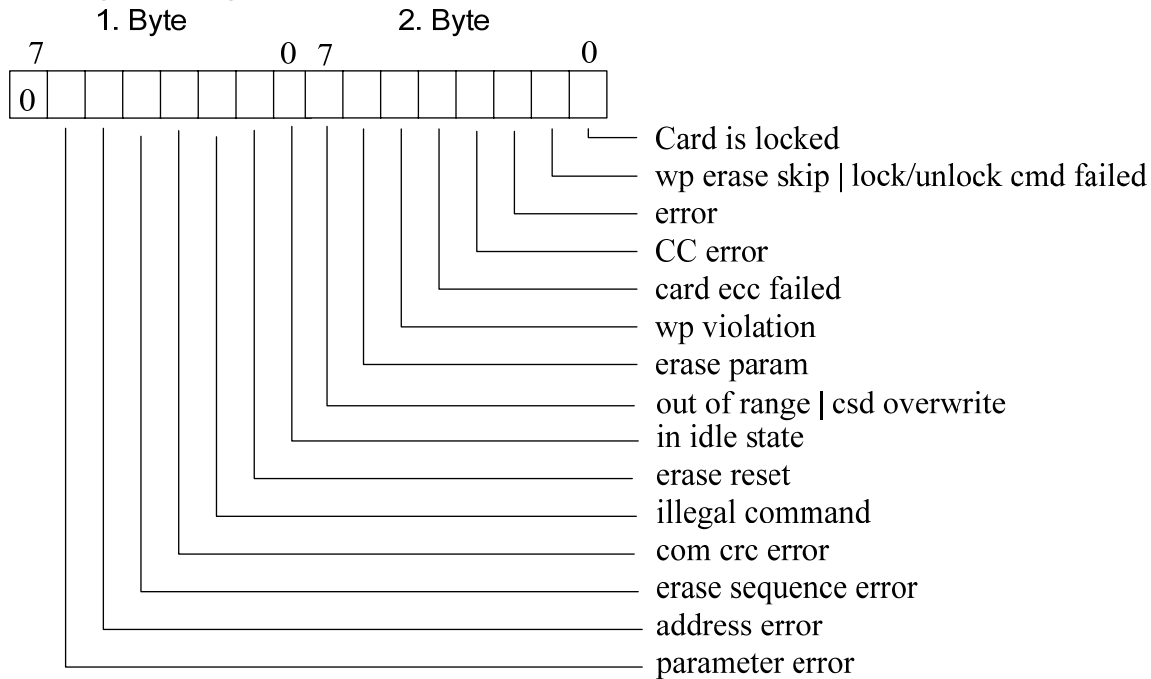 1. Byte 2. Byte
7 0 7 0
0
Card is locked
wp erase skip | lock/unlock cmd failed
error
CC error
card ecc failed
wp violation
erase param
out of range | csd overwrite
in idle state
erase reset
illegal command
com crc error
erase sequence error
address error
parameter error